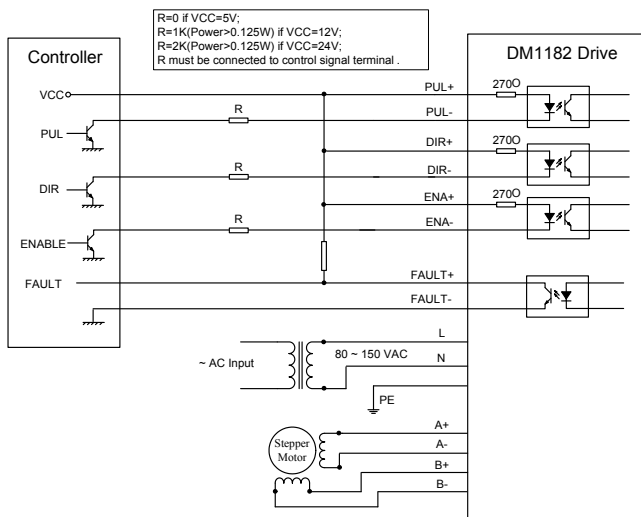 R=0 if VCC=5V;
R=1K(Power>0.125W) if VCC=12V;
R=2K(Power>0.125W) if VCC=24V;
R must be connected to control signal terminal .
Controller
DM1182 Drive
VCC
PUL+
270O
R
PUL-
PUL
DIR+
270O
R
DIR-
DIR
ENA+
270O
R
ENA-
ENABLE
FAULT
FAULT+
FAULT-
L
~ AC Input
80 ~ 150 VAC
N
PE
A+
Stepper
Motor
A-
B+
B-